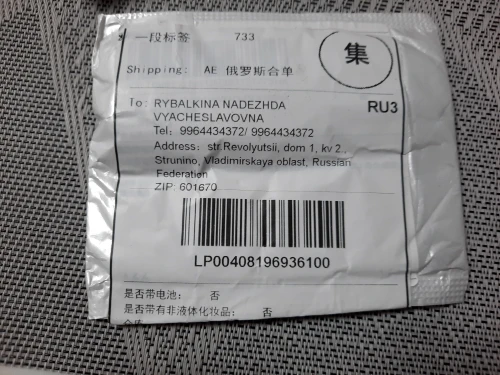 一段标签 733
集
Shipping: AE 俄罗斯合单
To: RYBALKINA NADEZHDA RU3
VYACHESLAVOVNA
Tel: 9964434372/ 9964434372
Address: str.Revolyutsii, dom 1, kv 2
Strunino, Vladimirskaya oblast, Russian
Federation
ZIP: 601670
LP00408196936100
是否带电池: 否
是否带有非液体化妆品: 否